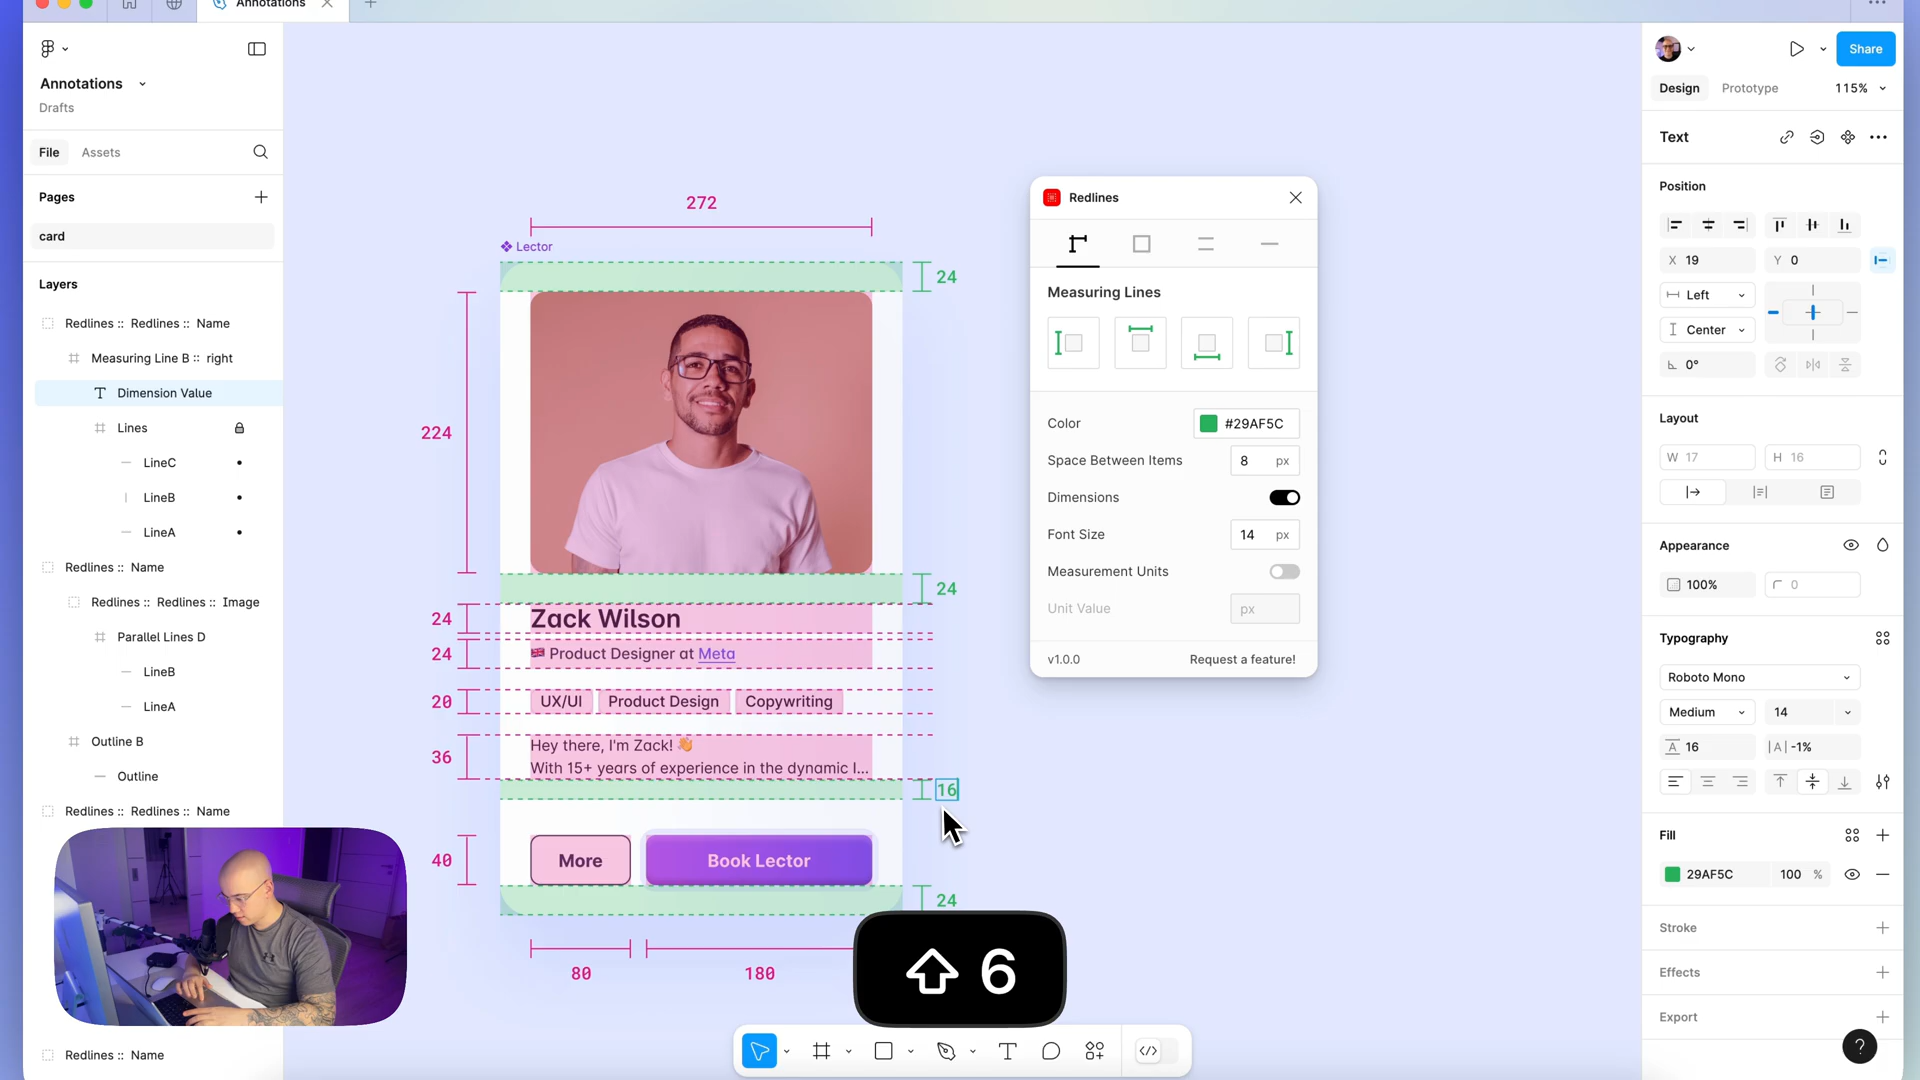 Annotations
Annotations
Drafts
File
Assets
Pages
card
Layers
Redlines :: Redlines :: Name
Measuring Line B :: right
Dimension Value
Lines
LineC
LineB
LineA
Redlines :: Name
Redlines :: Redlines :: Image
Parallel Lines D
LineB
LineA
Outline B
Outline
Redlines :: Redlines :: Name
Redlines :: Name
272
Lector
24
224
24
24
Zack Wilson
24
Product Designer at Meta
20
UX/UI
Product Design
Copywriting
36
Hey there, I'm Zack! 👋
With 15+ years of experience in the dynamic l...
16
40
More
Book Lector
24
80
180
6
Redlines
Measuring Lines
Color
#29AF5C
Space Between Items
8 px
Dimensions
Font Size
14 px
Measurement Units
Unit Value
px
v1.0.0
Request a feature!
Share
Design
Prototype
115%
Text
Position
X 19
Y 0
Left
Center
0°
Layout
W 17
H 16
Appearance
100%
0
Typography
Roboto Mono
Medium
14
16
-1%
Fill
29AF5C
100 %
Stroke
Effects
Export
?